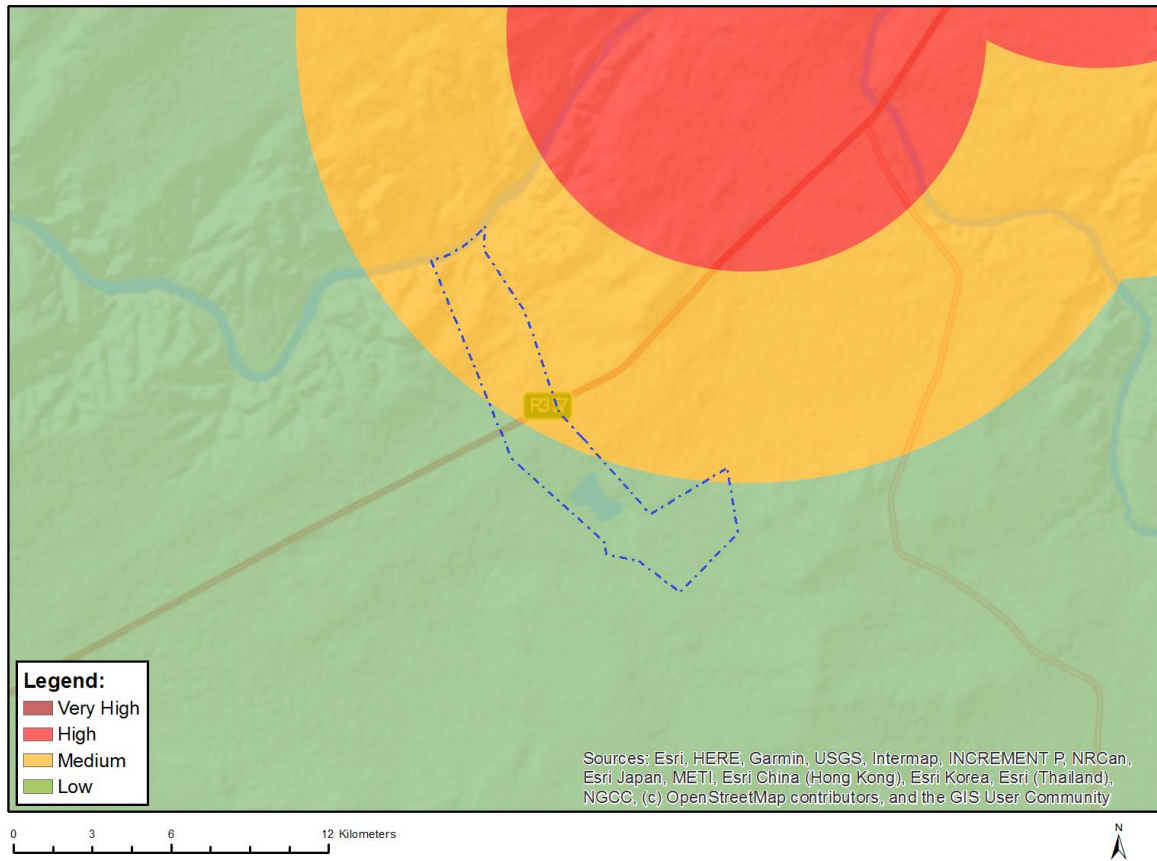 Legend:
Very High
High
Medium
Low
Sources: Esri, HERE, Garmin, USGS, Intermap, INCREMENT P, NRCan,
Esri Japan, METI, Esri China (Hong Kong), Esri Korea, Esri (Thailand),
NGCC, (c) OpenStreetMap contributors, and the GIS User Community
0 3 6 12 Kilometers
N